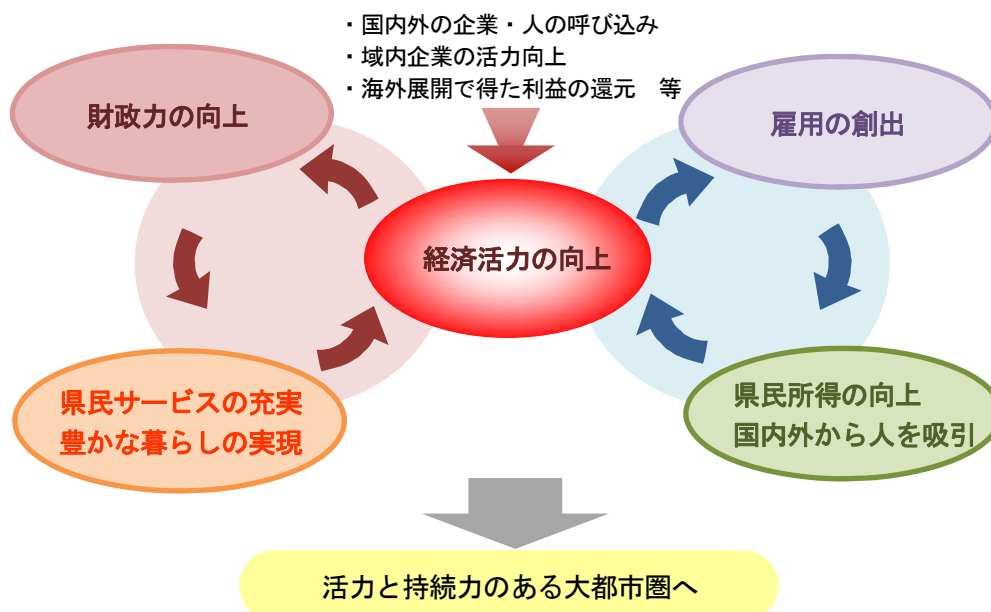 ・国内外の企業・人の呼び込み
・域内企業の活力向上
・海外展開で得た利益の還元　等
財政力の向上
雇用の創出
経済活力の向上
県民サービスの充実
豊かな暮らしの実現
県民所得の向上
国内外から人を吸引
活力と持続力のある大都市圏へ